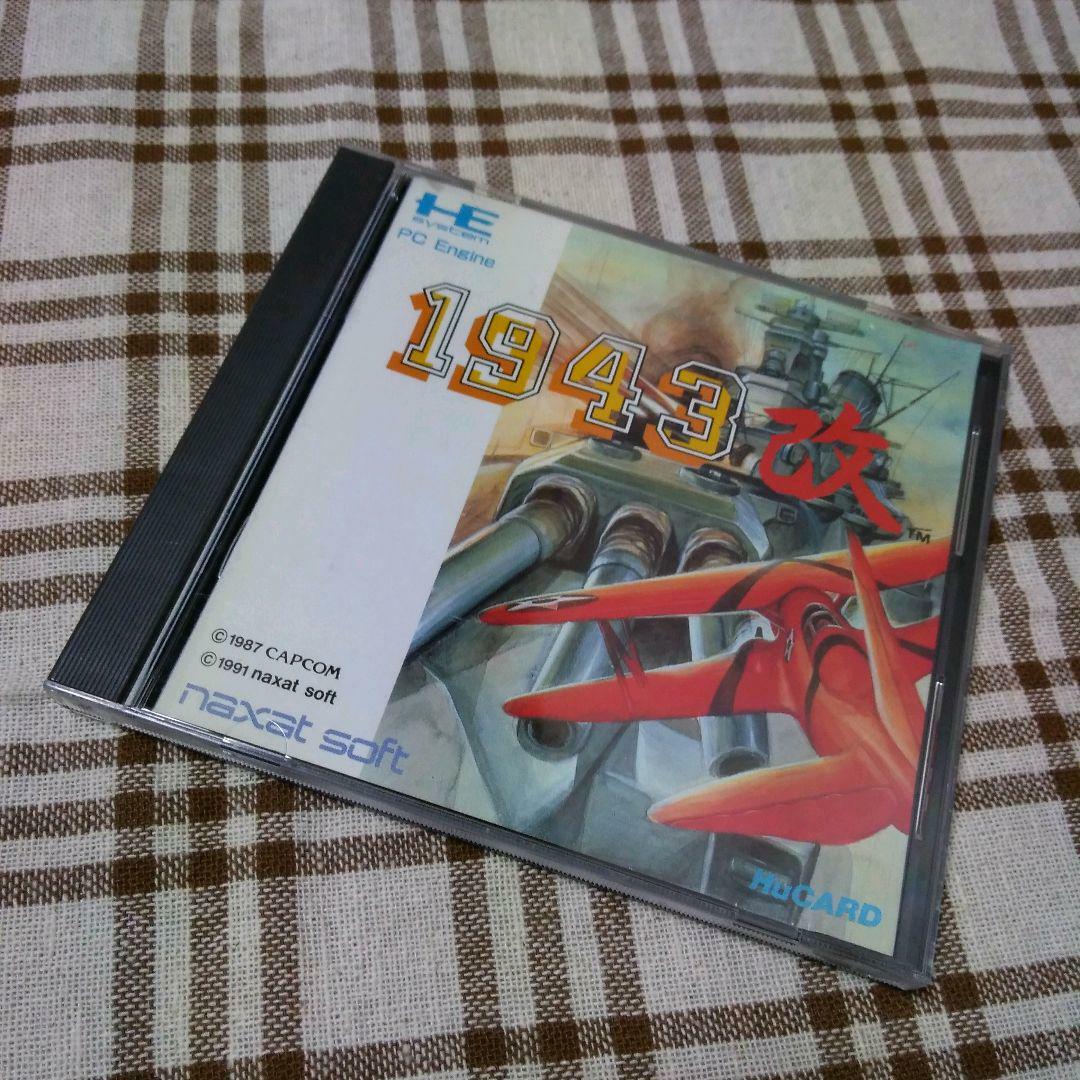 HE
system
PC Engine
1943改
TM
©1987 CAPCOM
©1991 naxat soft
naxat soft
HuCARD